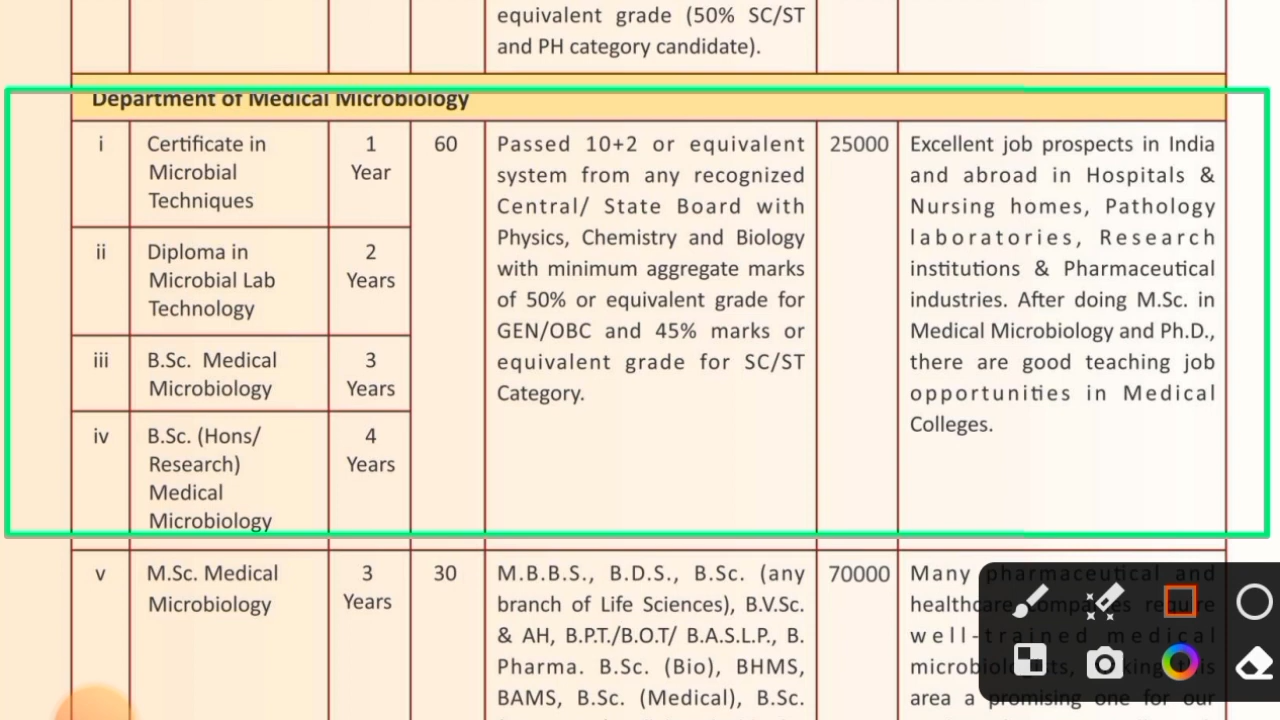 equivalent grade (50% SC/ST
and PH category candidate).
Department of Medical Microbiology
i Certificate in Microbial Techniques 1 Year 60
Passed 10+2 or equivalent
system from any recognized
Central/ State Board with
Physics, Chemistry and Biology
with minimum aggregate marks
of 50% or equivalent grade for
GEN/OBC and 45% marks or
equivalent grade for SC/ST
Category.
25000
Excellent job prospects in India
and abroad in Hospitals &
Nursing homes, Pathology
laboratories, Research
institutions & Pharmaceutical
industries. After doing M.Sc. in
Medical Microbiology and Ph.D.,
there are good teaching job
opportunities in Medical
Colleges.
ii Diploma in Microbial Lab Technology 2 Years
iii B.Sc. Medical Microbiology 3 Years
iv B.Sc. (Hons/ Research) Medical Microbiology 4 Years
v M.Sc. Medical Microbiology 3 Years 30
M.B.B.S., B.D.S., B.Sc. (any
branch of Life Sciences), B.V.Sc.
& AH, B.P.T./B.O.T/ B.A.S.L.P., B.
Pharma. B.Sc. (Bio), BHMS,
BAMS, B.Sc. (Medical), B.Sc.
70000
Many pharmaceutical and
healthcare companies require
well-trained medical
microbiologists, making this
area a promising one for our